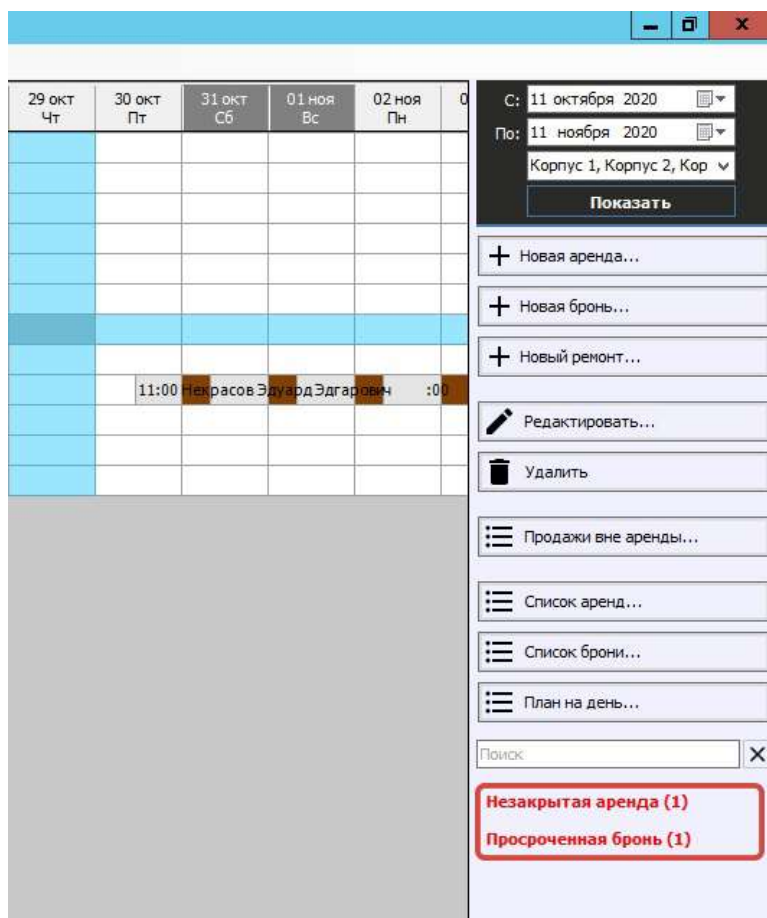 29 окт 30 окт 31 окт 01 ноя 02 ноя 0
Чт Пт Сб Вс Пн
С: 11 октября 2020
По: 11 ноября 2020
Корпус 1, Корпус 2, Кор
Показать
Новая аренда...
Новая бронь...
Новый ремонт...
11:00 Некрасов Эдуард Эдгарович :00
Редактировать...
Удалить
Продажи вне аренды...
Список аренд...
Список брони...
План на день...
Поиск
Незакрытая аренда (1)
Просроченная бронь (1)